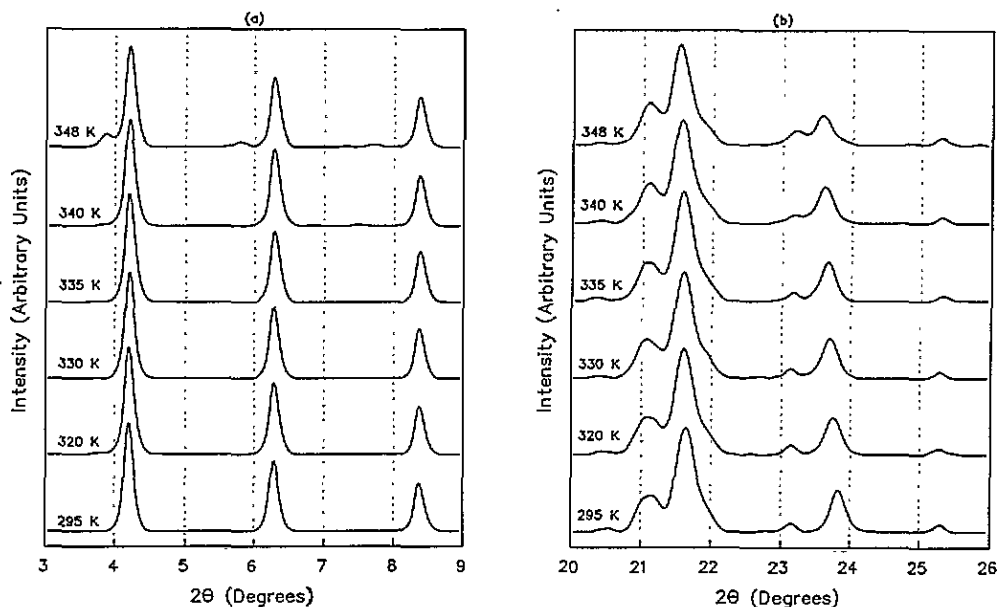 (a)
348 K
340 K
335 K
330 K
320 K
295 K
Intensity (Arbitrary Units)
3 4 5 6 7 8 9
2θ (Degrees)
(b)
348 K
340 K
335 K
330 K
320 K
295 K
Intensity (Arbitrary Units)
20 21 22 23 24 25 26
2θ (Degrees)